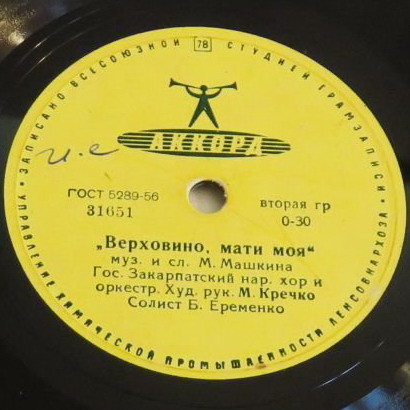 ЗАПИСАНО ВСЕСОЮЗНОЙ 78 СТУДИЕЙ ГРАМЗАПИСИ
АККОРД
и.е
ГОСТ 5289-56
31651
вторая гр
0-30
„Верховино, мати моя“
муз. и сл. М. Машкина
Гос. Закарпатский нар. хор и
оркестр. Худ. рук. М. Кречко
Солист Б. Еременко
УПРАВЛЕНИЕ ХИМИЧЕСКОЙ ПРОМЫШЛЕННОСТИ ЛЕНСОВНАРХОЗА